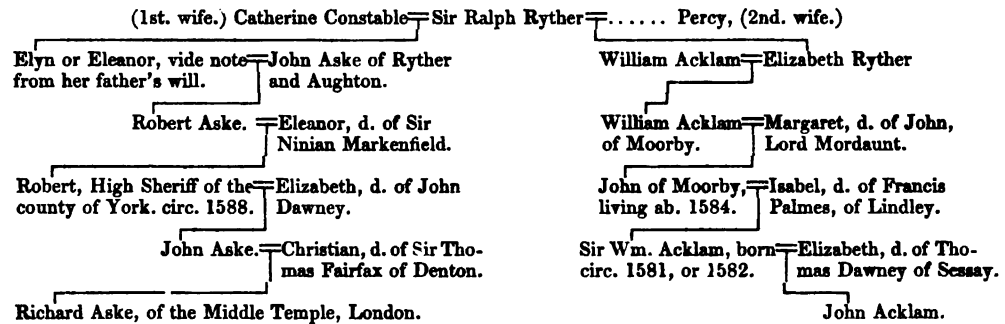 (1st. wife.) Catherine Constable Sir Ralph Ryther ...... Percy, (2nd. wife.)
Elyn or Eleanor, vide note John Aske of Ryther William Acklam Elizabeth Ryther
from her father's will. and Aughton.
Robert Aske. Eleanor, d. of Sir William Acklam Margaret, d. of John,
Ninian Markenfield. of Moorby. Lord Mordaunt.
Robert, High Sheriff of the Elizabeth, d. of John John of Moorby, Isabel, d. of Francis
county of York. circ. 1588. Dawney. living ab. 1584. Palmes, of Lindley.
John Aske. Christian, d. of Sir Tho- Sir Wm. Acklam, born Elizabeth, d. of Tho-
mas Fairfax of Denton. circ. 1581, or 1582. mas Dawney of Sessay.
Richard Aske, of the Middle Temple, London. John Acklam.